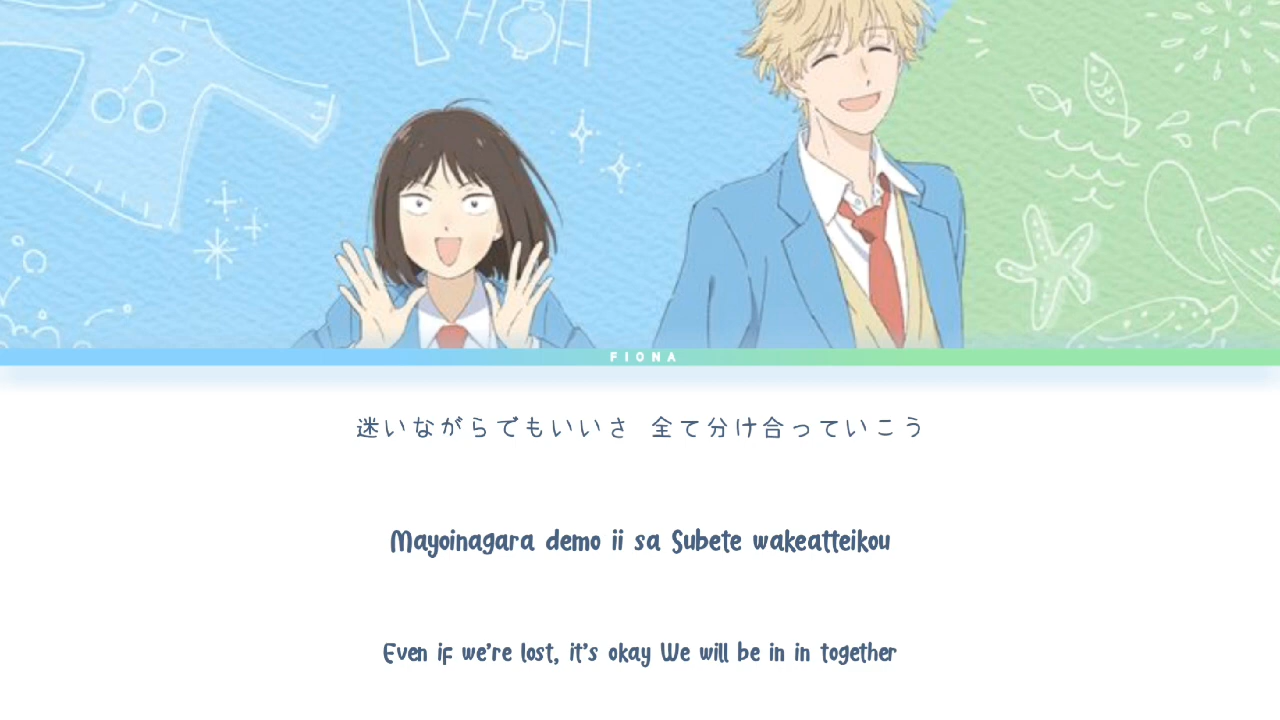 FIONA
迷いながらでもいいさ 全て分け合っていこう
Mayoinagara demo ii sa Subete wakeatteikou
Even if we're lost, it's okay We will be in in together